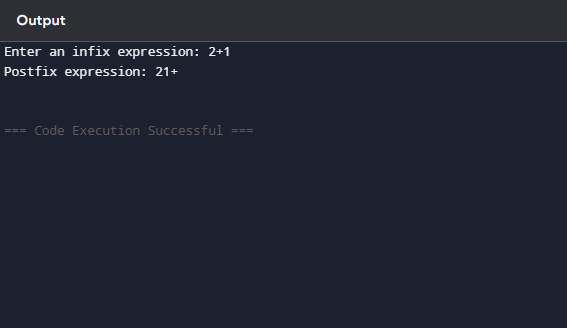 Output
Enter an infix expression: 2+1
Postfix expression: 21+
=== Code Execution Successful ===